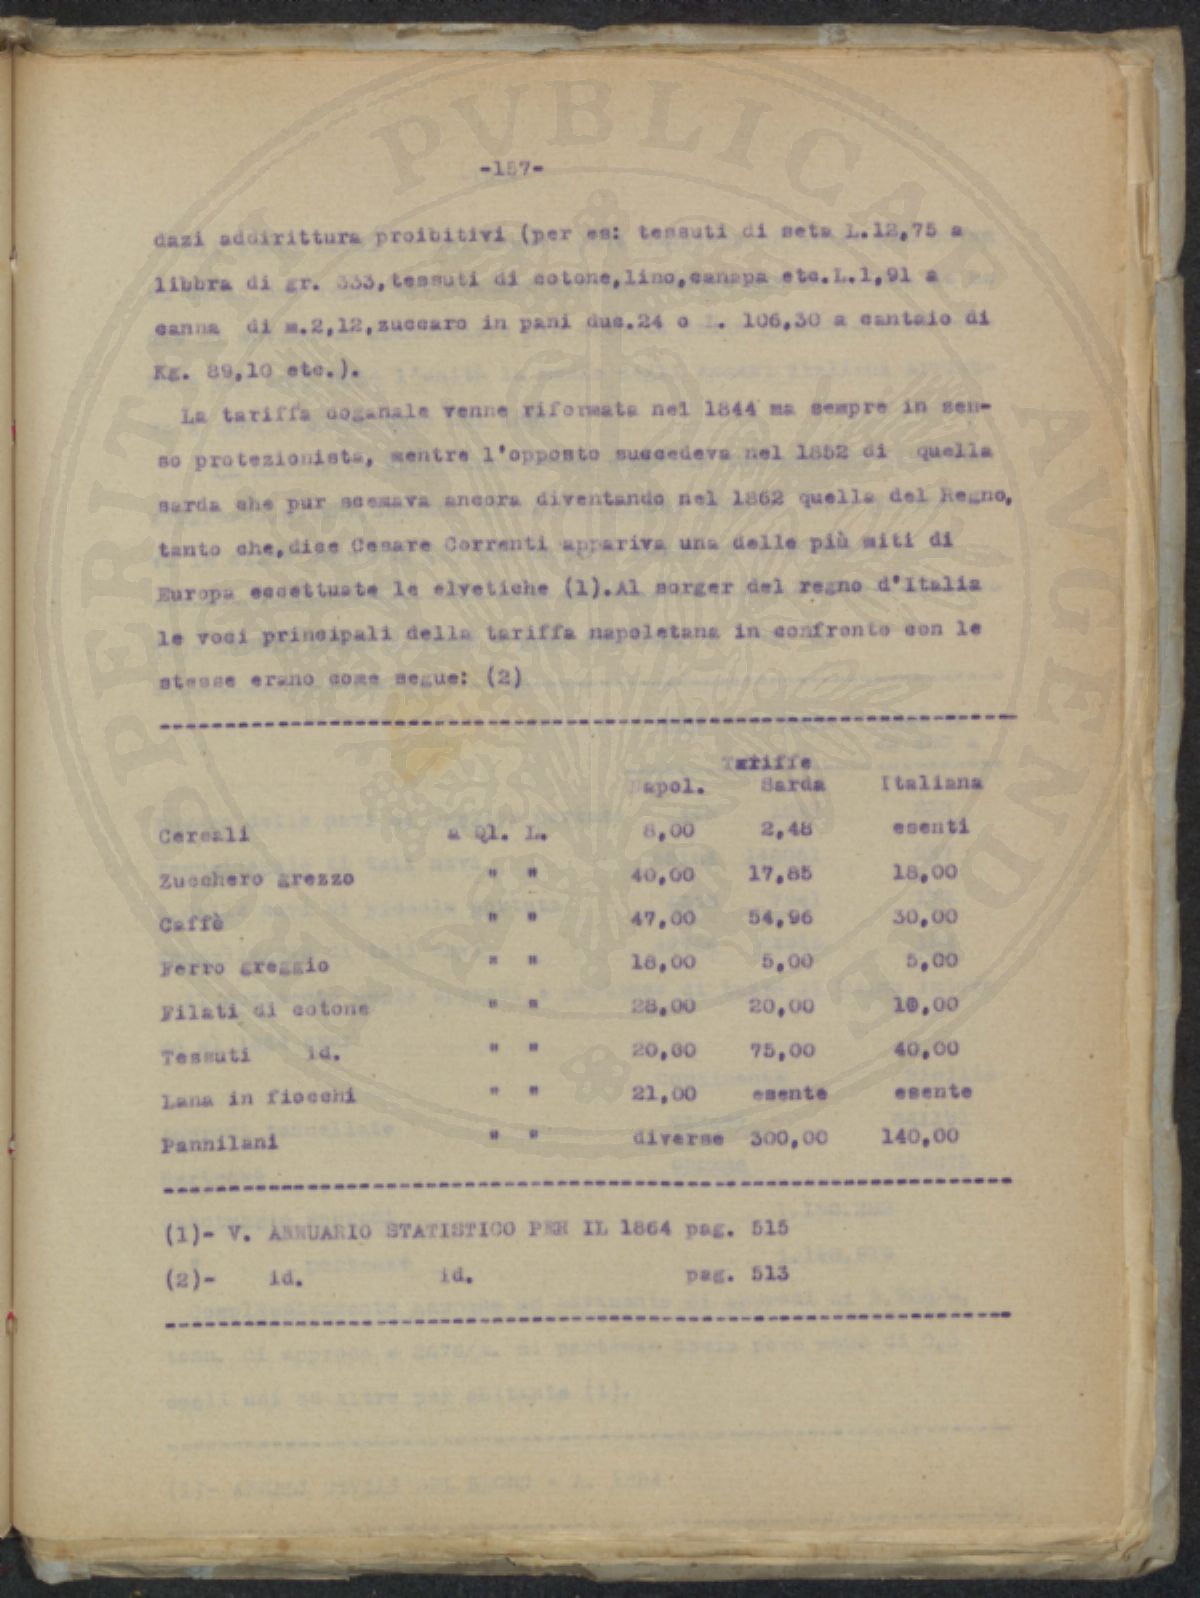 -157-
dazi addirittura proibitivi (per es: tessuti di seta L.12,75 a
libbra di gr. 333,tessuti di cotone,lino,canapa etc.L.1,91 a
canna di m.2,12,zuccaro in pani duc.24 o L. 106,30 a cantaio di
Kg. 89,10 etc.).
La tariffa doganale venne riformata nel 1844 ma sempre in sen-
so protezionista, mentre l'opposto succedeva nel 1852 di quella
sarda che pur scemava ancora diventando nel 1862 quella del Regno,
tanto che,dice Cesare Correnti appariva una delle più miti di
Europa eccettuate le elvetiche (1).Al sorger del regno d'Italia
le voci principali della tariffa napoletana in confronto con le
stesse erano come segue: (2)
Tariffe
Napol. Sarda Italiana
Cereali a Ql. L. 8,00 2,48 esenti
Zucchero grezzo " " 40,00 17,85 18,00
Caffè " " 47,00 54,96 30,00
Ferro greggio " " 18,00 5,00 5,00
Filati di cotone " " 28,00 20,00 10,00
Tessuti id. " " 20,60 75,00 40,00
Lana in fiocchi " " 21,00 esente esente
Pannilani " " diverse 300,00 140,00
(1)- V. ANNUARIO STATISTICO PER IL 1864 pag. 515
(2)- id. id. pag. 513
SPERITATI PVBLICAE AVGENDAE